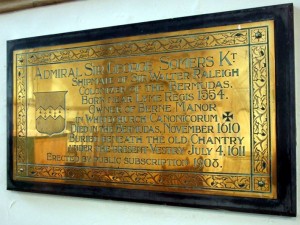 Admiral Sir George Somers Kt
Shipmate of Sir Walter Raleigh
Coloniser of the Bermudas.
Born near Lyme Regis 1554.
Owner of Berne Manor
in Whitchurch Canonicorum
Died in the Bermudas, November 1610
Buried beneath the old Chantry
under the present Vestry July 4, 1611
Erected by public subscription 1908.